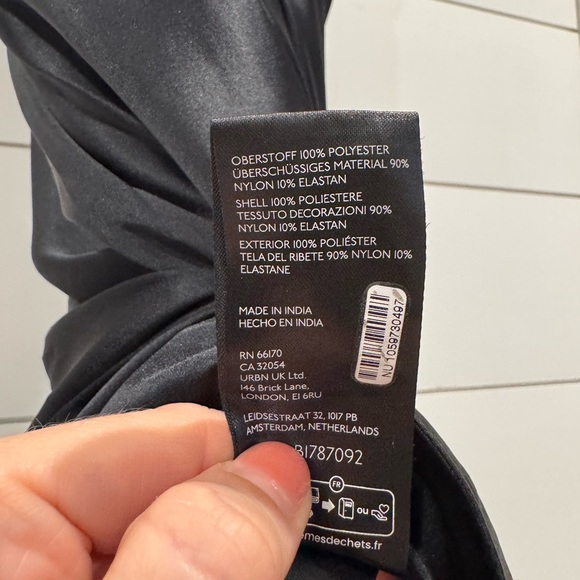 OBERSTOFF 100% POLYESTER
ÜBERSCHÜSSIGES MATERIAL 90%
NYLON 10% ELASTAN
SHELL 100% POLIESTERE
TESSUTO DECORAZIONI 90%
NYLON 10% ELASTAN
EXTERIOR 100% POLIÉSTER
TELA DEL RIBETE 90% NYLON 10%
ELASTANE
MADE IN INDIA
HECHO EN INDIA
NU1059730497
RN 66170
CA 32054
URBN UK Ltd.
146 Brick Lane,
LONDON, E1 6RU
LEIDSESTRAAT 32, 1017 PB
AMSTERDAM, NETHERLANDS
B1787092
FR
ou
emesdechets.fr